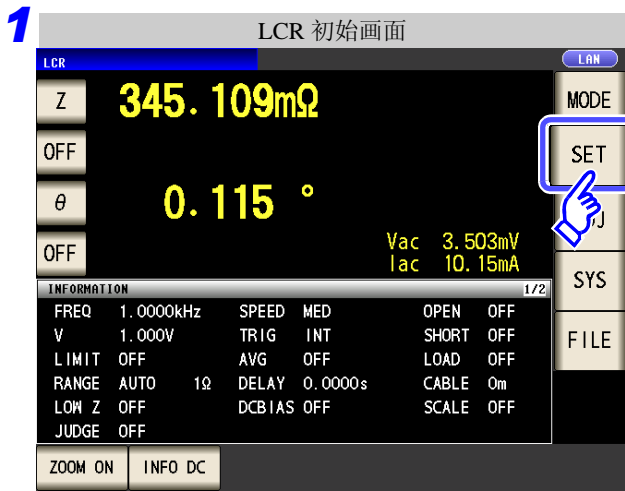 1
LCR 初始画面
LCR
LAN
Z 345.109mΩ
MODE
OFF
SET
θ 0.115 °
OFF
Vac 3.503mV
Iac 10.15mA
SYS
INFORMATION 1/2
FREQ 1.0000kHz SPEED MED OPEN OFF
V 1.000V TRIG INT SHORT OFF
FILE
LIMIT OFF AVG OFF LOAD OFF
RANGE AUTO 1Ω DELAY 0.0000s CABLE 0m
LOW Z OFF DCBIAS OFF SCALE OFF
JUDGE OFF
ZOOM ON INFO DC